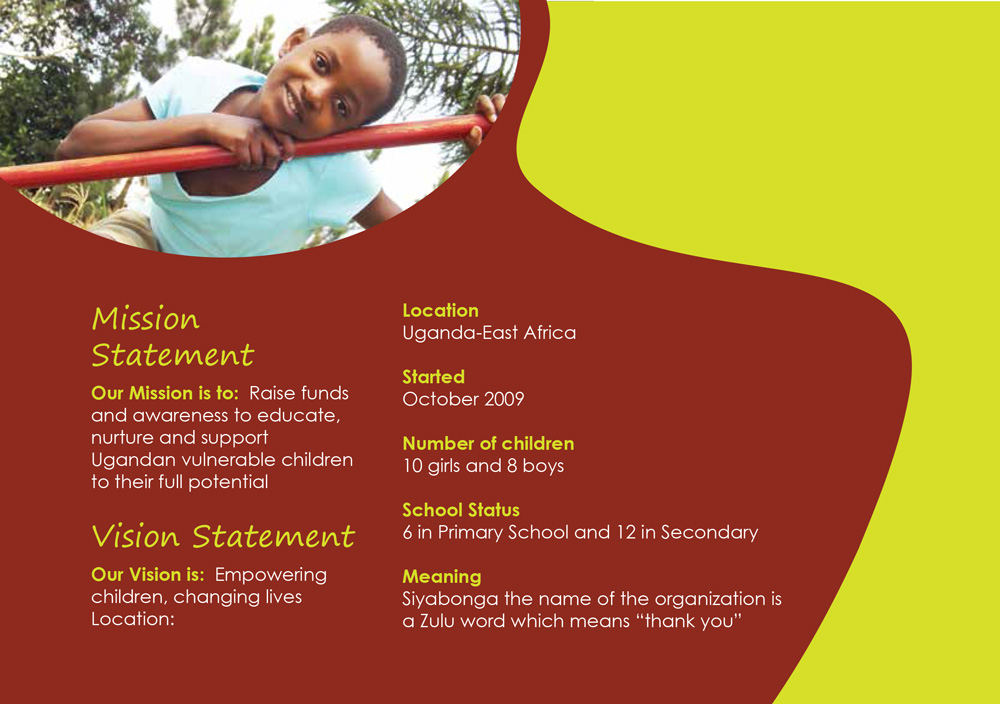 Mission
Statement
Our Mission is to: Raise funds
and awareness to educate,
nurture and support
Ugandan vulnerable children
to their full potential
Vision Statement
Our Vision is: Empowering
children, changing lives
Location:
Location
Uganda-East Africa
Started
October 2009
Number of children
10 girls and 8 boys
School Status
6 in Primary School and 12 in Secondary
Meaning
Siyabonga the name of the organization is
a Zulu word which means “thank you”